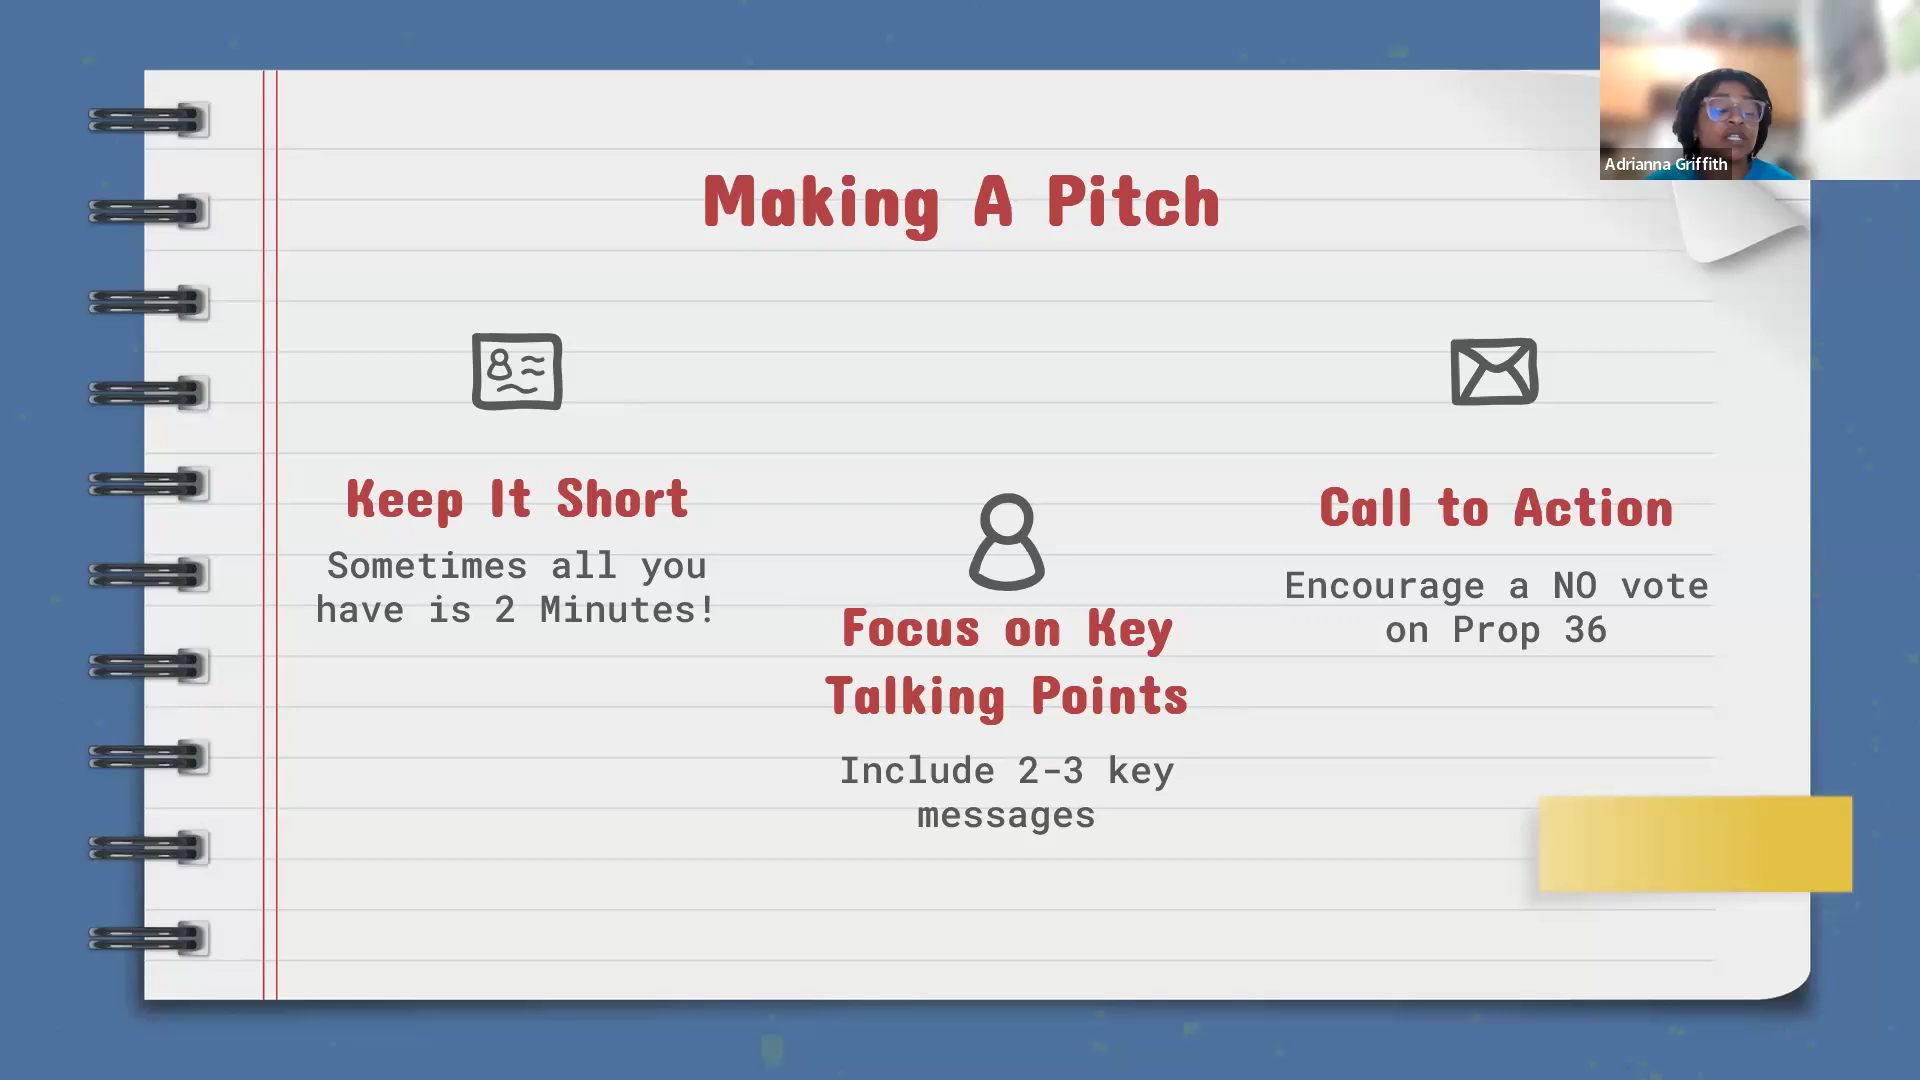 Making A Pitch
Adrianna Griffith
Keep It Short
Sometimes all you
have is 2 Minutes!
Focus on Key
Talking Points
Include 2-3 key
messages
Call to Action
Encourage a NO vote
on Prop 36